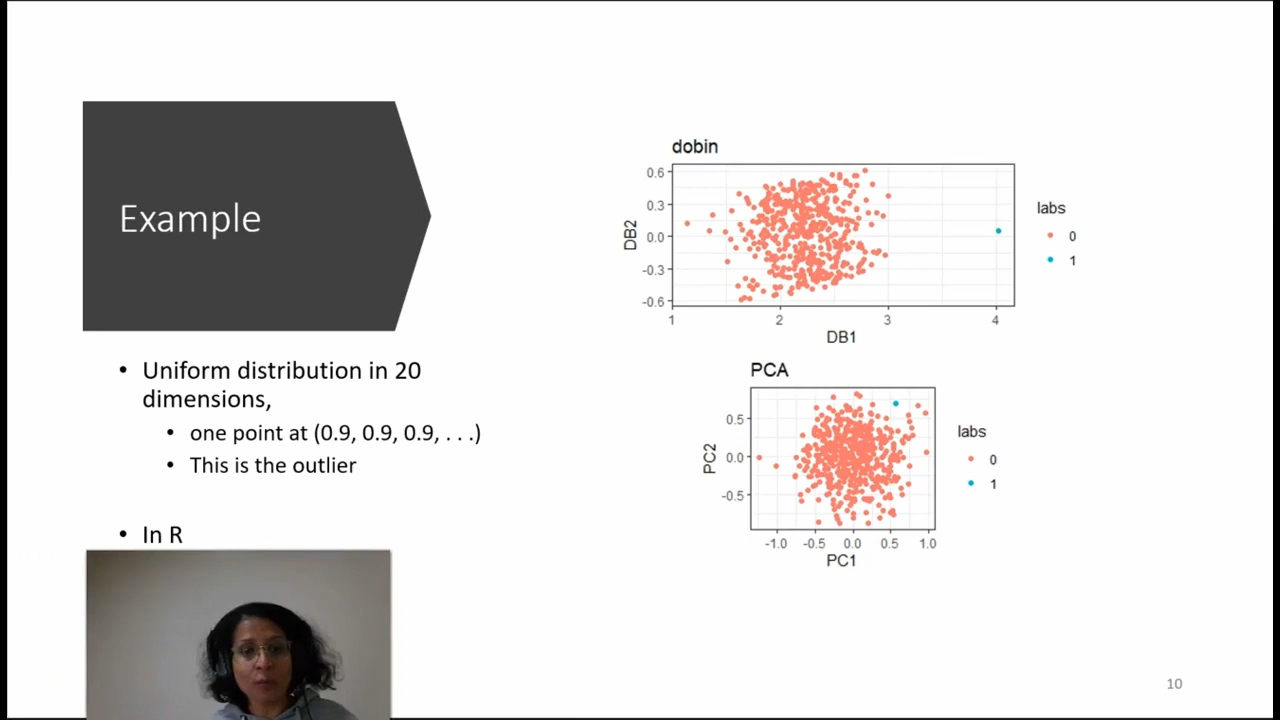 Example
• Uniform distribution in 20
dimensions,
• one point at (0.9, 0.9, 0.9, . . .)
• This is the outlier
• In R
dobin
0.6
0.3
0.0
-0.3
-0.6
DB2
1 2 3 4
DB1
labs
0
1
PCA
0.5
0.0
-0.5
PC2
-1.0 -0.5 0.0 0.5 1.0
PC1
labs
0
1
10